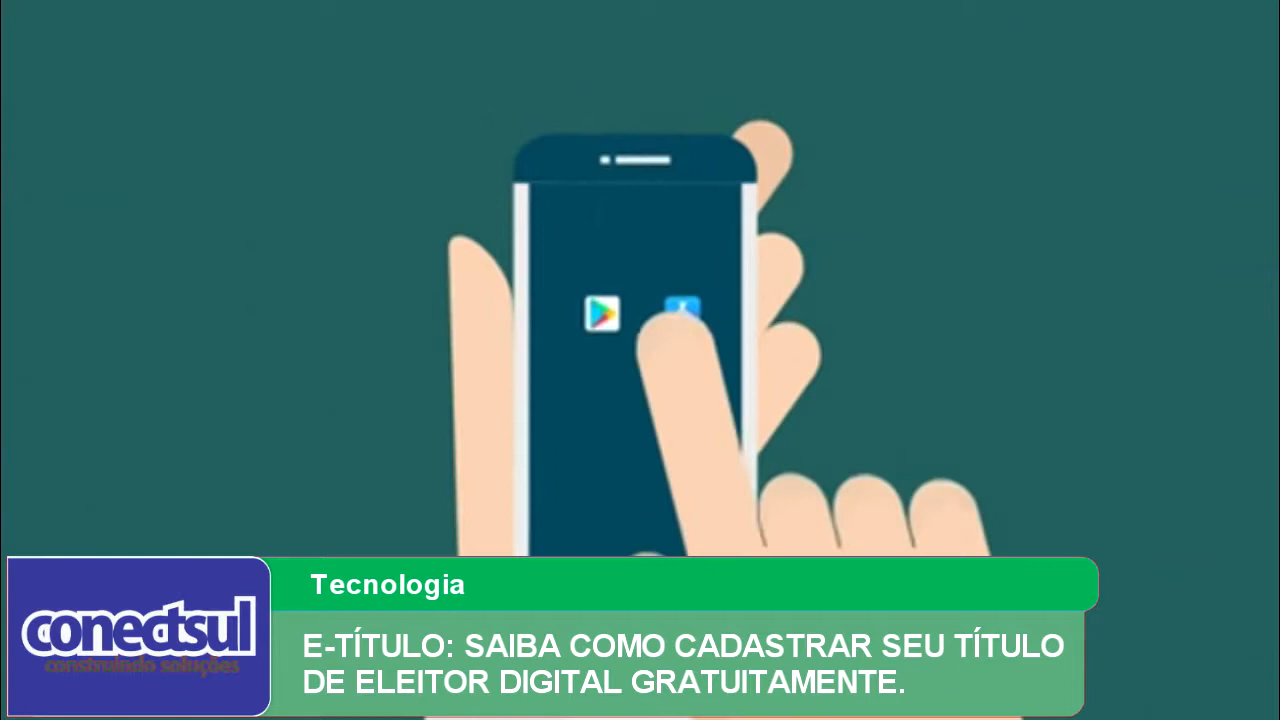 Tecnologia
conectsul
construindo soluções
E-TÍTULO: SAIBA COMO CADASTRAR SEU TÍTULO
DE ELEITOR DIGITAL GRATUITAMENTE.